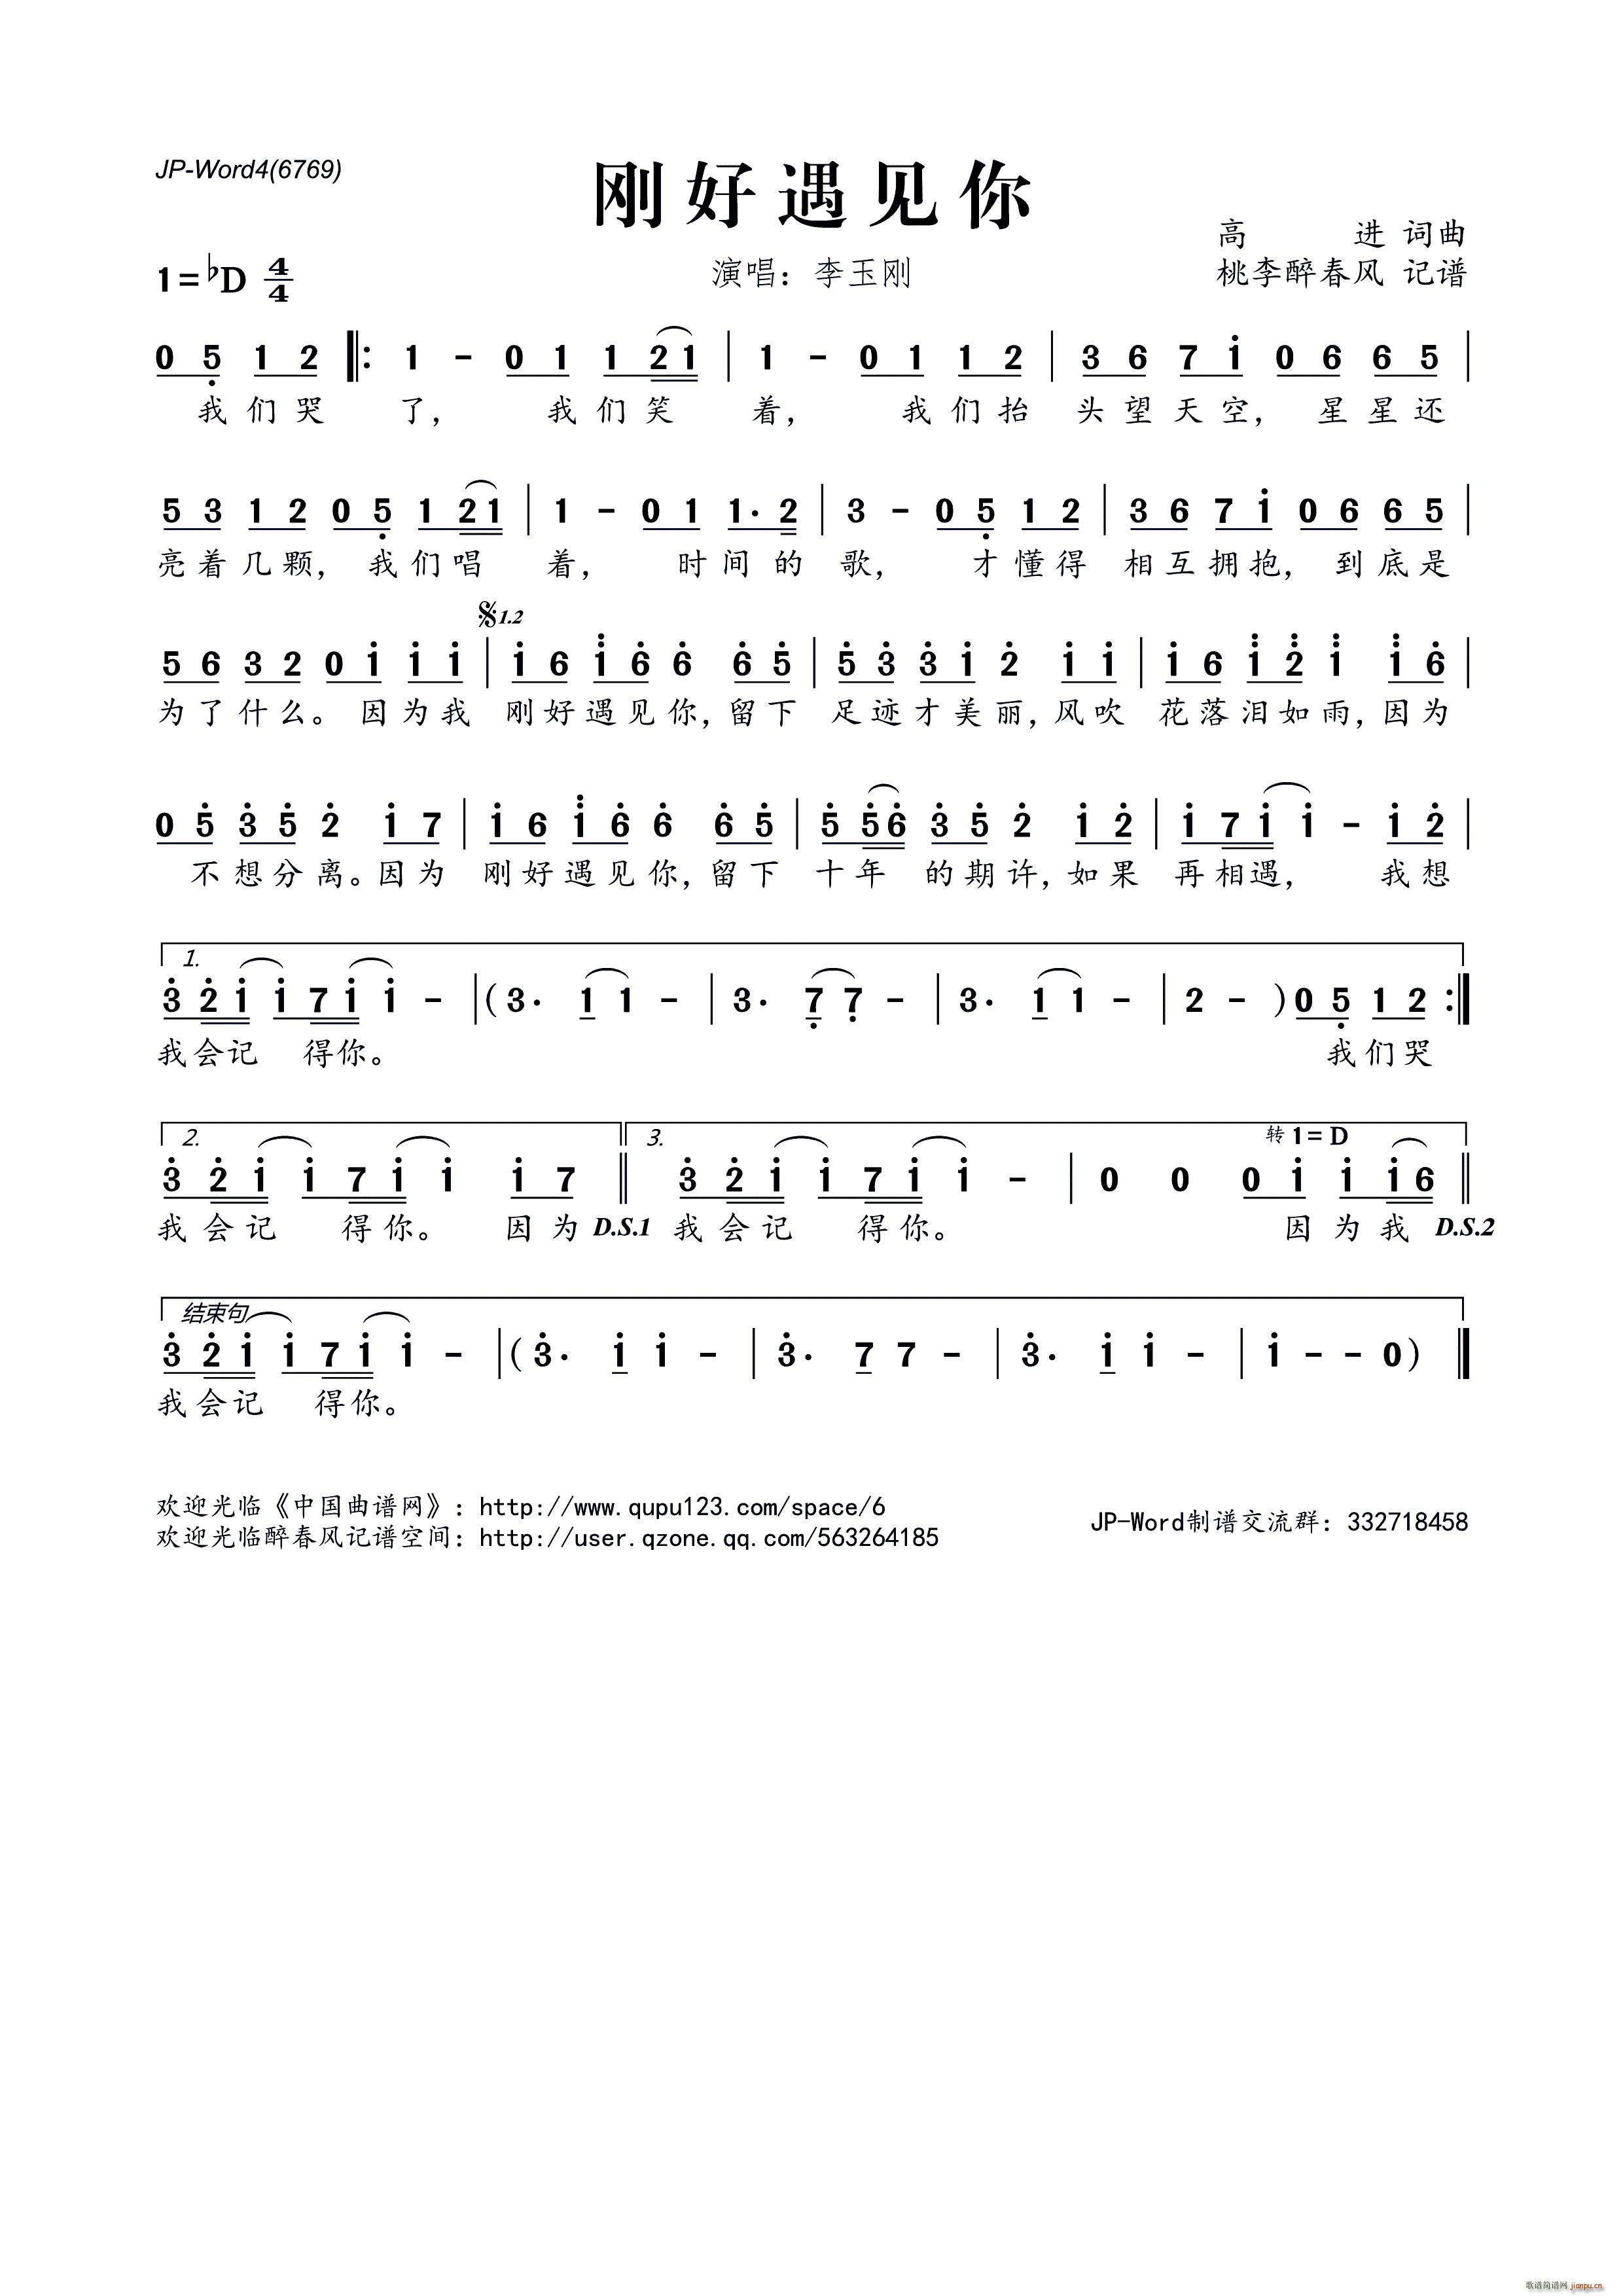 JP-Word4(6769)
刚好遇见你
高 进 词曲
1=♭D 4/4
演唱：李玉刚
桃李醉春风 记谱
0 5 1 2 ‖: 1 - 0 1 1 2 1 | 1 - 0 1 1 2 | 3 6 7 1 0 6 6 5 |
我们哭 了， 我们笑 着， 我们抬 头望天空， 星星还
5 3 1 2 0 5 1 2 1 | 1 - 0 1 1· 2 | 3 - 0 5 1 2 | 3 6 7 1 0 6 6 5 |
亮着几颗， 我们唱 着， 时间的 歌， 才懂得 相互拥抱， 到底是
𝄋1.2
5 6 3 2 0 1 1 1 | 1 6 1 6 6 6 5 | 5 3 3 1 2 1 1 | 1 6 1 2 1 1 6 |
为了什么。 因为我 刚好遇见你，留下 足迹才美丽，风吹 花落泪如雨，因为
0 5 3 5 2 1 7 | 1 6 1 6 6 6 5 | 5 5 6 3 5 2 1 2 | 1 7 1 1 - 1 2 |
不想分离。因为 刚好遇见你，留下 十年 的期许，如果 再相遇， 我想
1.
3 2 1 1 7 1 1 - | (3· 1 1 - | 3· 7 7 - | 3· 1 1 - | 2 - ) 0 5 1 2 :‖
我会记 得你。 我们哭
2. 3. 转 1=D
3 2 1 1 7 1 1 1 7 ‖ 3 2 1 1 7 1 1 - | 0 0 0 1 1 1 6 ‖
我会记 得你。 因为 D.S.1 我会记 得你。 因为我 D.S.2
结束句
3 2 1 1 7 1 1 - | (3· 1 1 - | 3· 7 7 - | 3· 1 1 - | 1 - - 0) ‖
我会记 得你。
欢迎光临《中国曲谱网》：http://www.qupu123.com/space/6
欢迎光临醉春风记谱空间：http://user.qzone.qq.com/563264185
JP-Word制谱交流群：332718458
歌谱简谱网
jianpu.cn